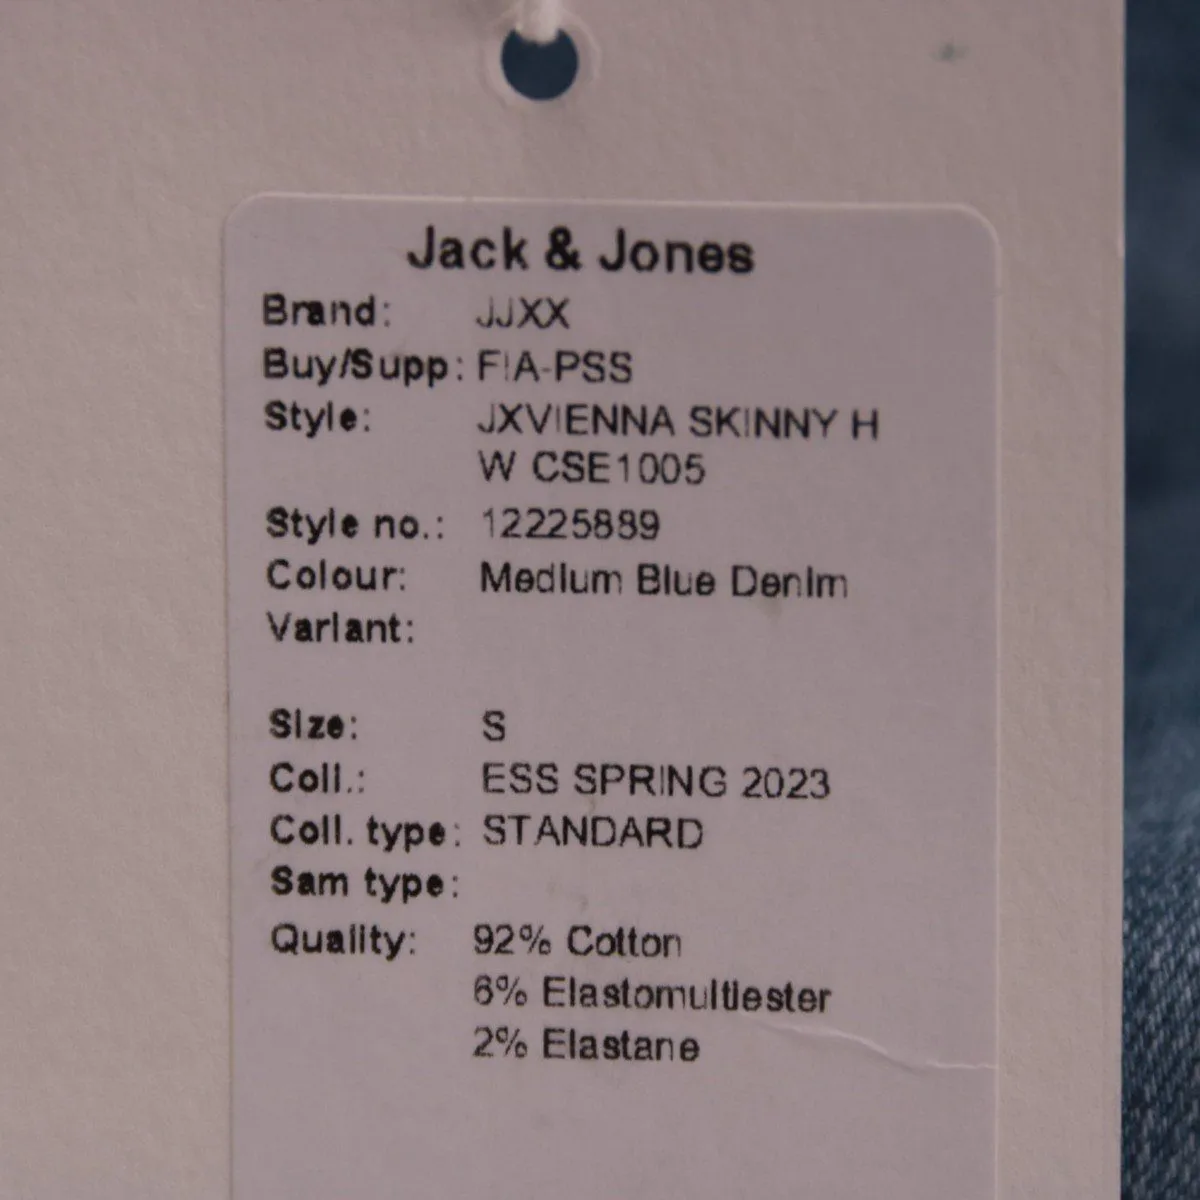 Jack & Jones
Brand: JJXX
Buy/Supp: FIA-PSS
Style: JXVIENNA SKINNY H
W CSE1005
Style no.: 12225889
Colour: Medium Blue Denim
Variant:
Size: S
Coll.: ESS SPRING 2023
Coll. type: STANDARD
Sam type:
Quality: 92% Cotton
6% Elastomultiester
2% Elastane